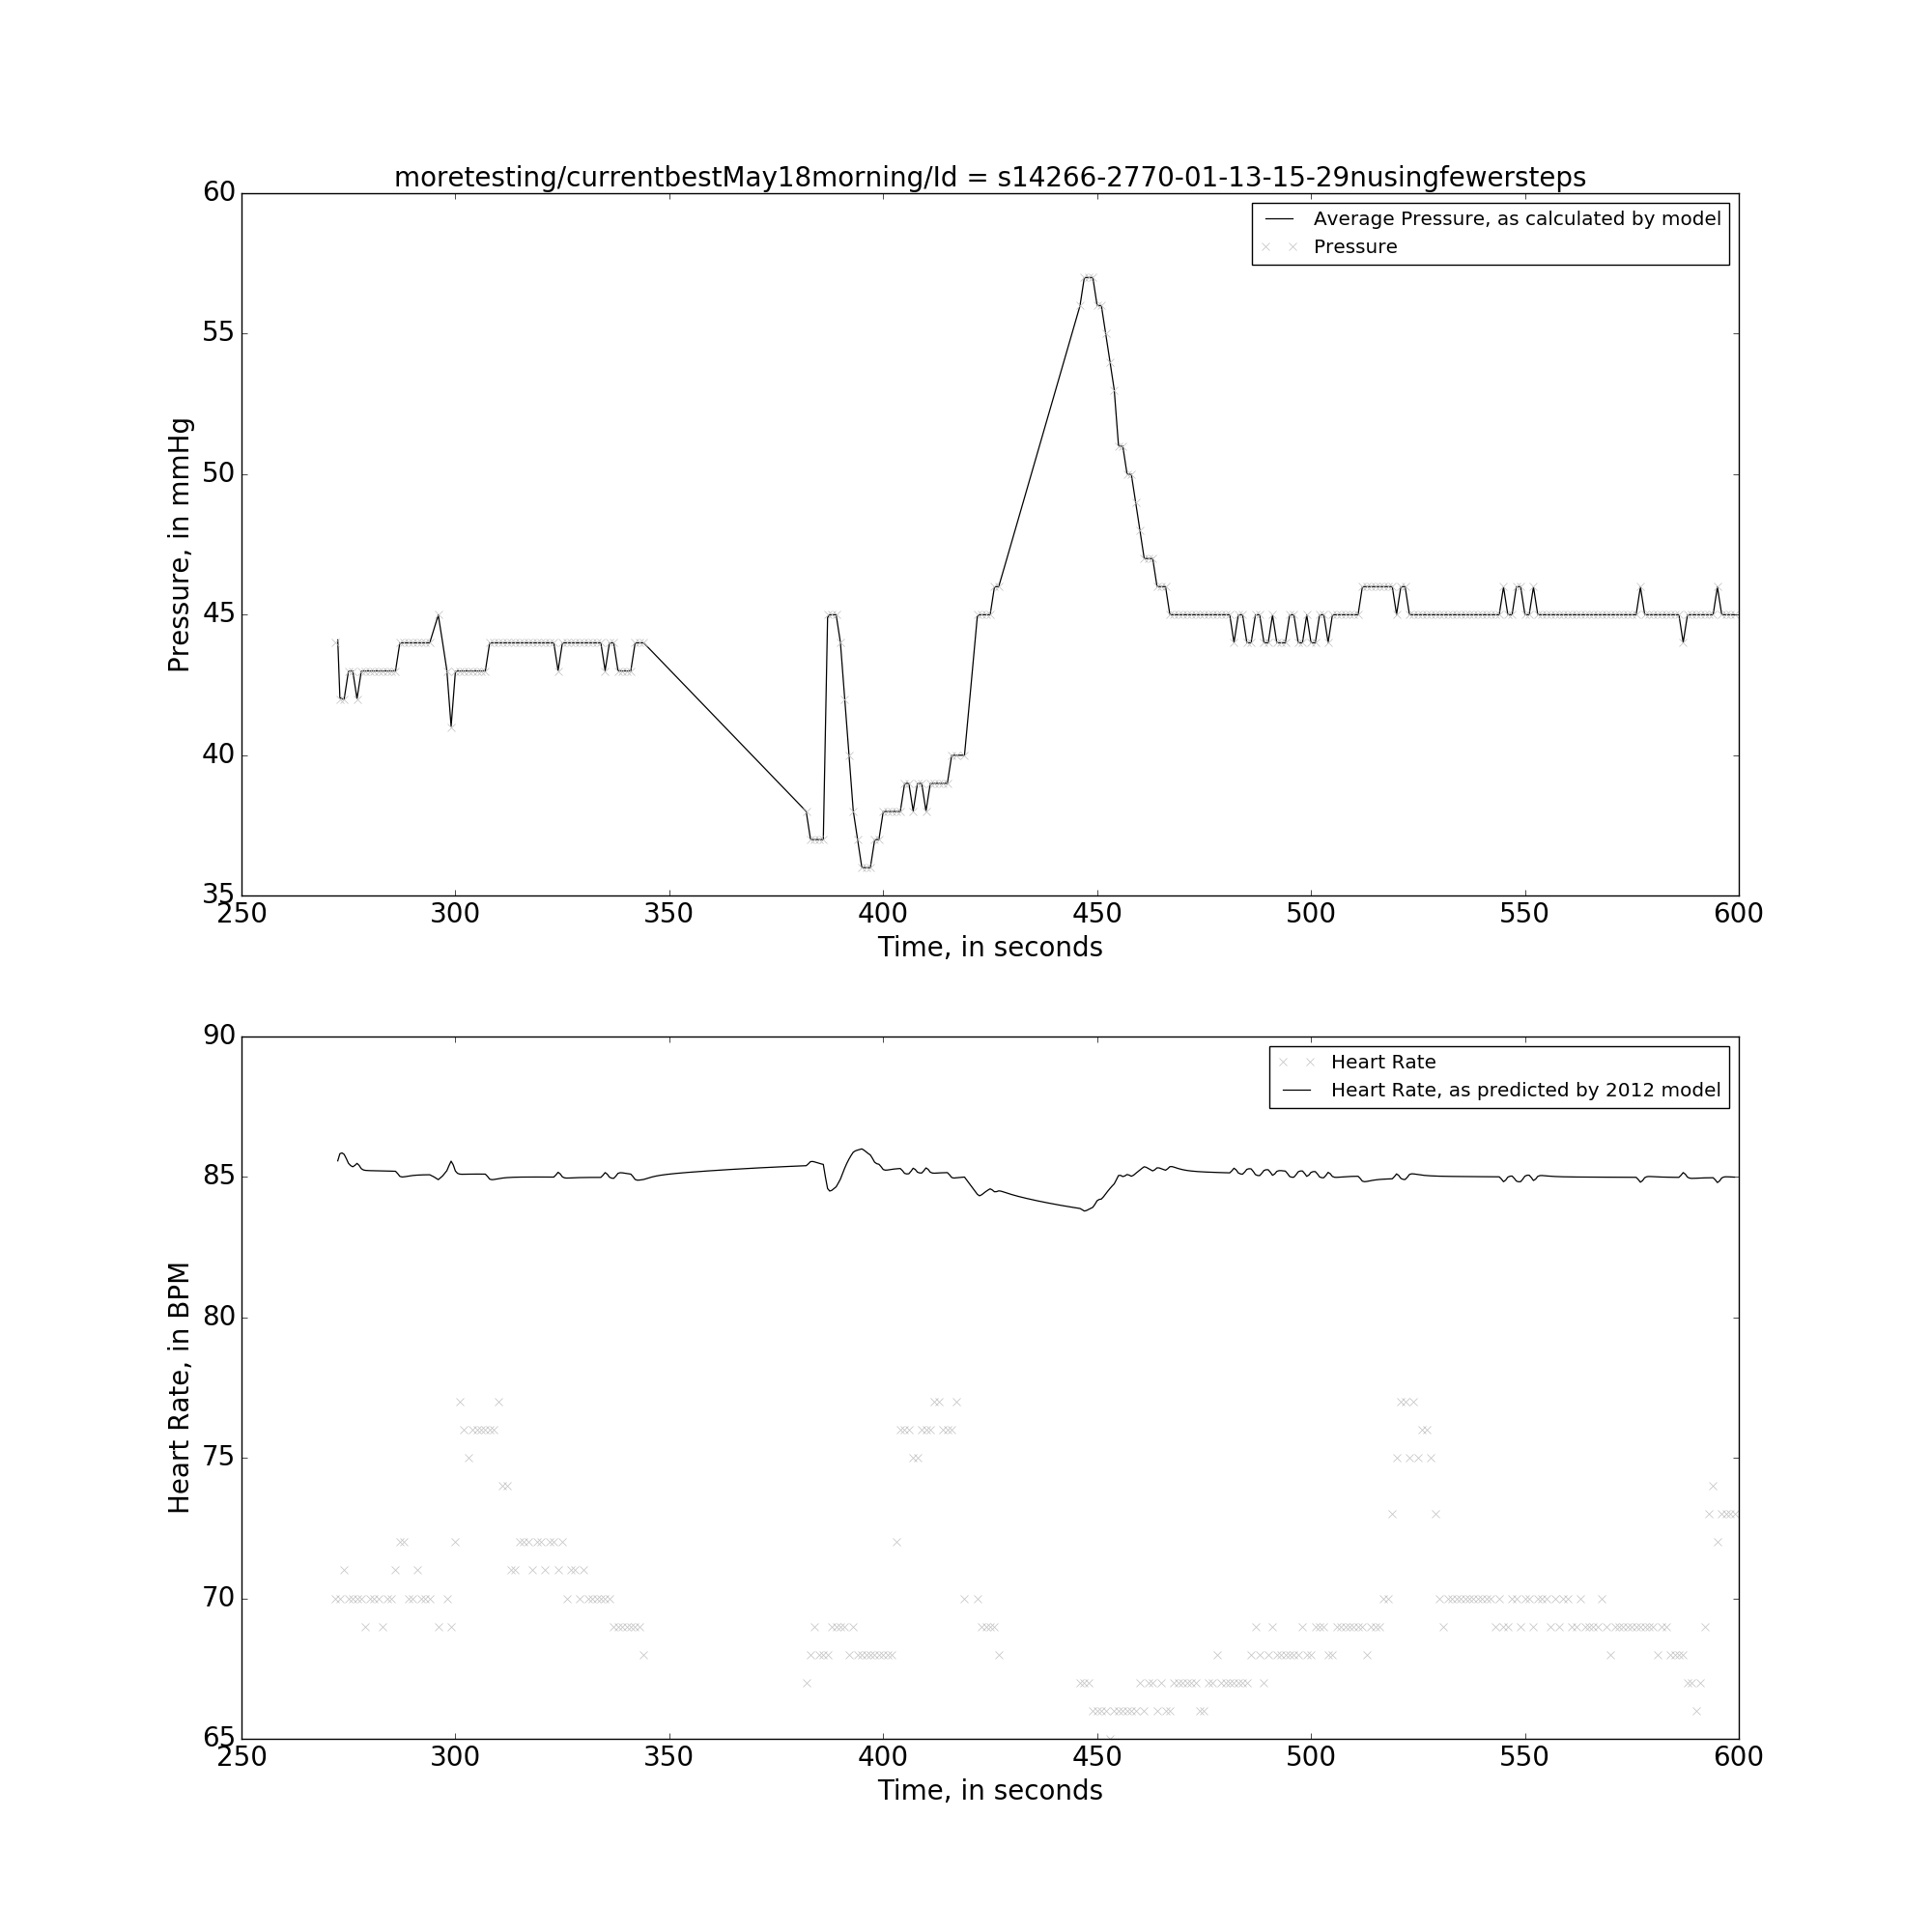 moretesting/currentbestMay18morning/Id = s14266-2770-01-13-15-29nusingfewersteps
60
55
50
45
40
35
Pressure, in mmHg
Average Pressure, as calculated by model
Pressure
250 300 350 400 450 500 550 600
Time, in seconds
90
85
80
75
70
65
Heart Rate, in BPM
Heart Rate
Heart Rate, as predicted by 2012 model
250 300 350 400 450 500 550 600
Time, in seconds